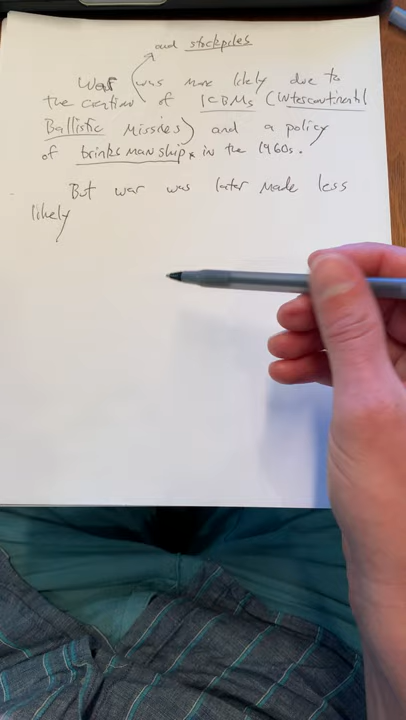 and stockpiles
War was more likely due to
the creation of ICBMs (Intescontinentl
Ballistic Missiles) and a policy
of brinksmanship* in the 1960s.
But war was later made less
likely